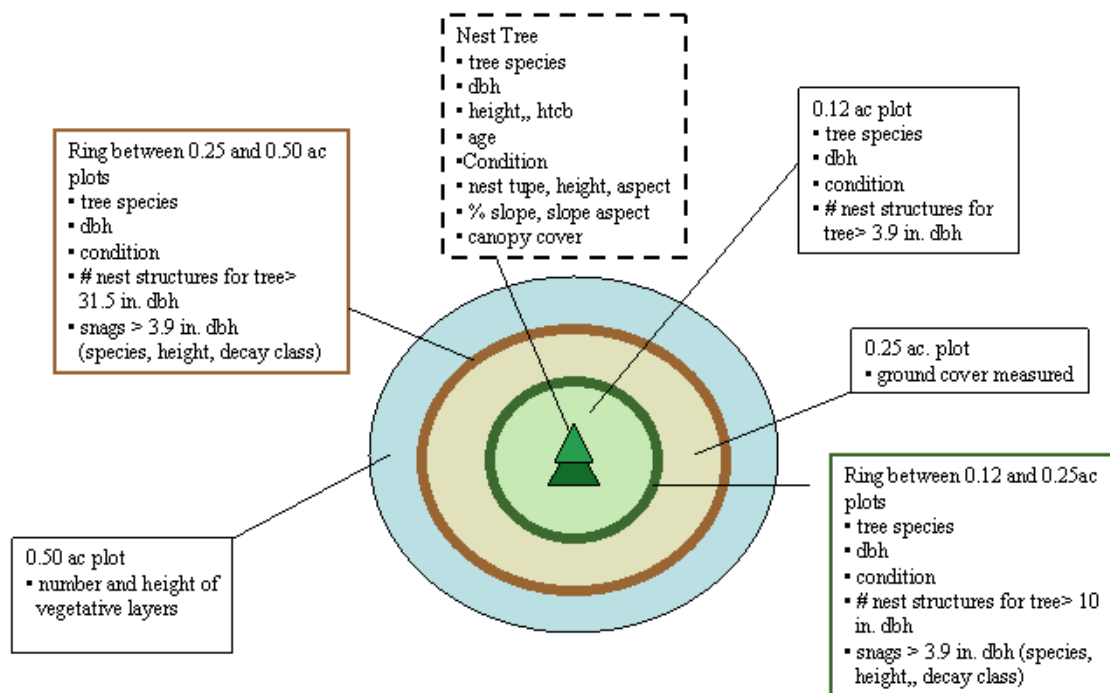 Nest Tree
▪ tree species
▪ dbh
▪ height,, htcb
▪ age
▪Condition
▪ nest tupe, height, aspect
▪ % slope, slope aspect
▪ canopy cover
0.12 ac plot
▪ tree species
▪ dbh
▪ condition
▪ # nest structures for
tree> 3.9 in. dbh
Ring between 0.25 and 0.50 ac
plots
▪ tree species
▪ dbh
▪ condition
▪ # nest structures for tree>
31.5 in. dbh
▪ snags > 3.9 in. dbh
(species, height, decay class)
0.25 ac. plot
▪ ground cover measured
Ring between 0.12 and 0.25ac
plots
▪ tree species
▪ dbh
▪ condition
▪ # nest structures for tree> 10
in. dbh
▪ snags > 3.9 in. dbh (species,
height,, decay class)
0.50 ac plot
▪ number and height of
vegetative layers